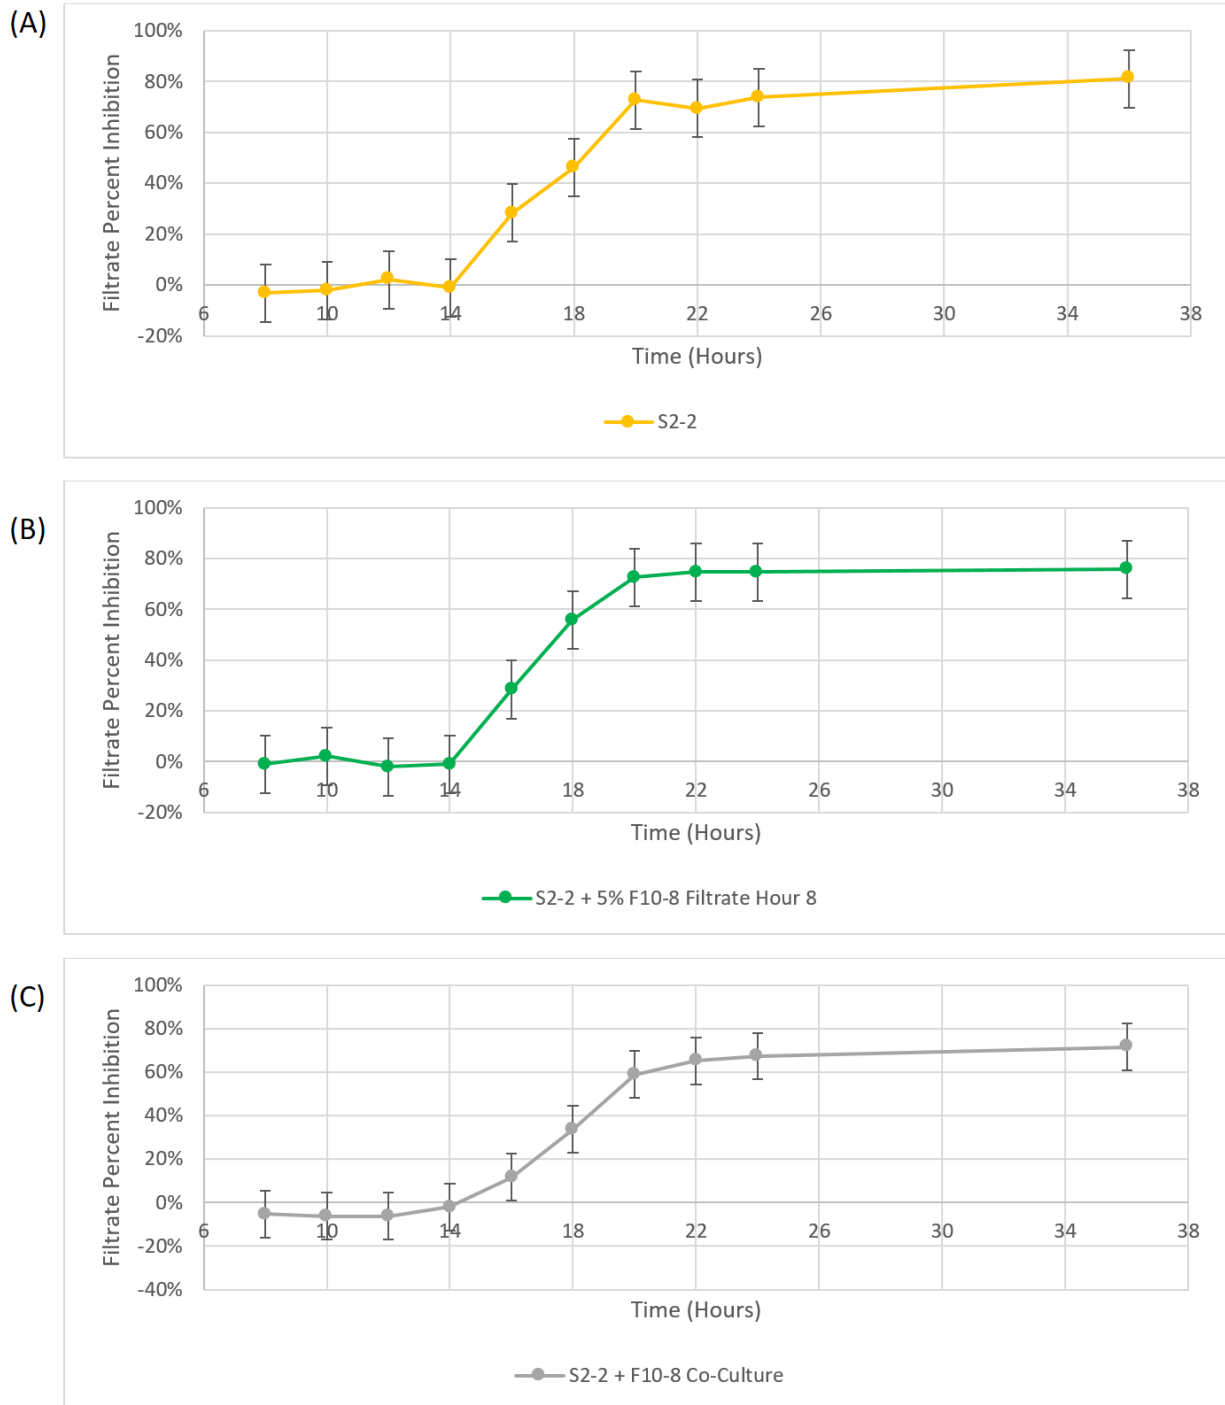 (A)
100%
80%
60%
40%
20%
0%
-20%
Filtrate Percent Inhibition
6 10 14 18 22 26 30 34 38
Time (Hours)
S2-2
(B)
100%
80%
60%
40%
20%
0%
-20%
Filtrate Percent Inhibition
6 10 14 18 22 26 30 34 38
Time (Hours)
S2-2 + 5% F10-8 Filtrate Hour 8
(C)
100%
80%
60%
40%
20%
0%
-20%
-40%
Filtrate Percent Inhibition
6 10 14 18 22 26 30 34 38
Time (Hours)
S2-2 + F10-8 Co-Culture